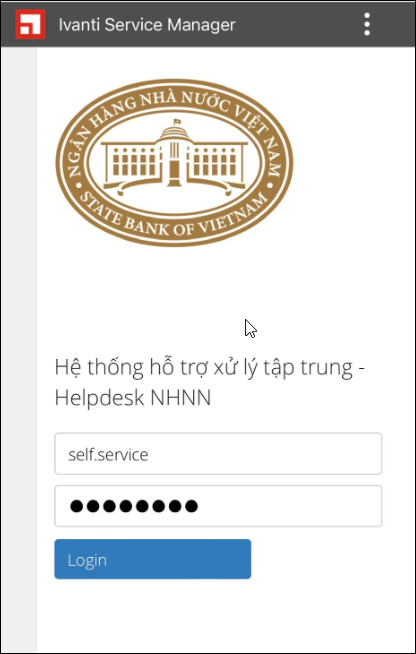 Ivanti Service Manager
NGÂN HÀNG NHÀ NƯỚC VIỆT NAM
STATE BANK OF VIETNAM
Hệ thống hỗ trợ xử lý tập trung -
Helpdesk NHNN
self.service
●●●●●●●●
Login